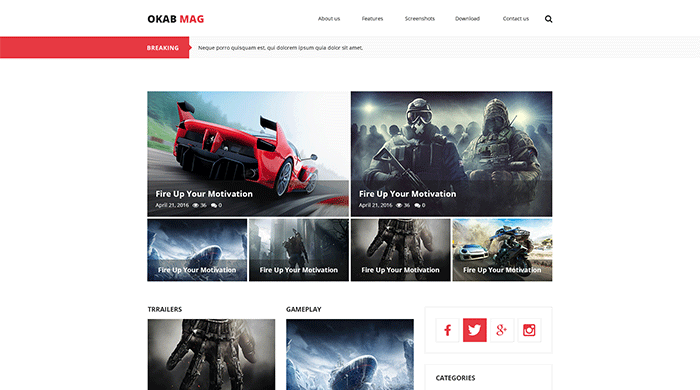 OKAB MAG
About us Features Screenshots Download Contact us
BREAKING Neque porro quisquam est, qui dolorem ipsum quia dolor sit amet,
Fire Up Your Motivation
April 21, 2016 36 0
Fire Up Your Motivation
April 21, 2016 36 0
Fire Up Your Motivation
Fire Up Your Motivation
Fire Up Your Motivation
Fire Up Your Motivation
TRRAILERS
GAMEPLAY
CATEGORIES